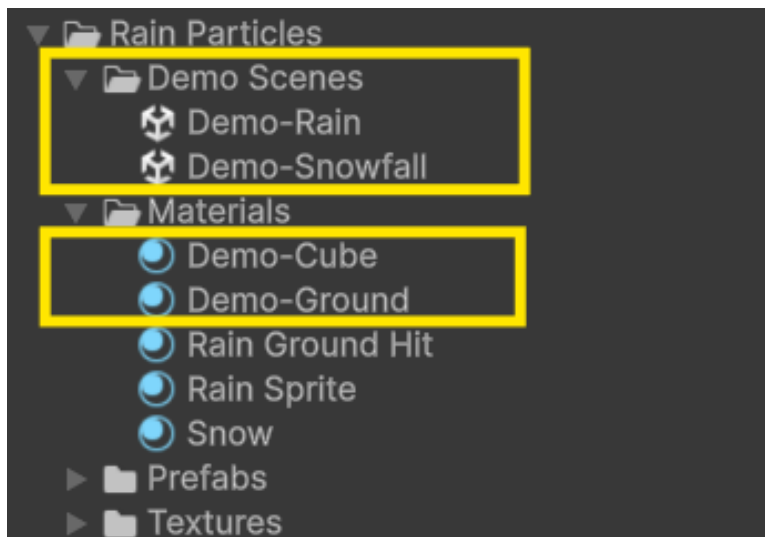 Rain Particles
Demo Scenes
Demo-Rain
Demo-Snowfall
Materials
Demo-Cube
Demo-Ground
Rain Ground Hit
Rain Sprite
Snow
Prefabs
Textures